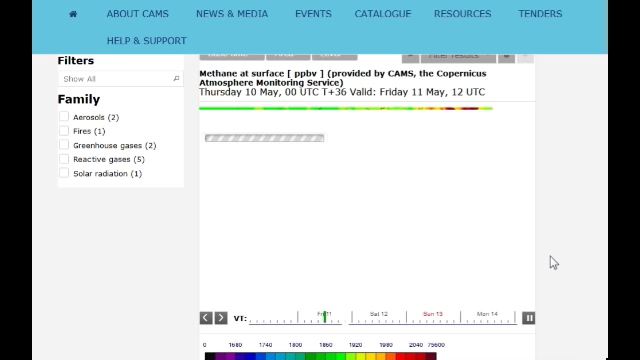 ABOUT CAMS NEWS & MEDIA EVENTS CATALOGUE RESOURCES TENDERS
HELP & SUPPORT
Filters
Show All
Family
Aerosols (2)
Fires (1)
Greenhouse gases (2)
Reactive gases (5)
Solar radiation (1)
Filter results
Methane at surface [ ppbv ] (provided by CAMS, the Copernicus
Atmosphere Monitoring Service)
Thursday 10 May, 00 UTC T+36 Valid: Friday 11 May, 12 UTC
VT: Fri 11 Sat 12 Sun 13 Mon 14
0 1680 1740 1800 1860 1920 1980 2040 75600